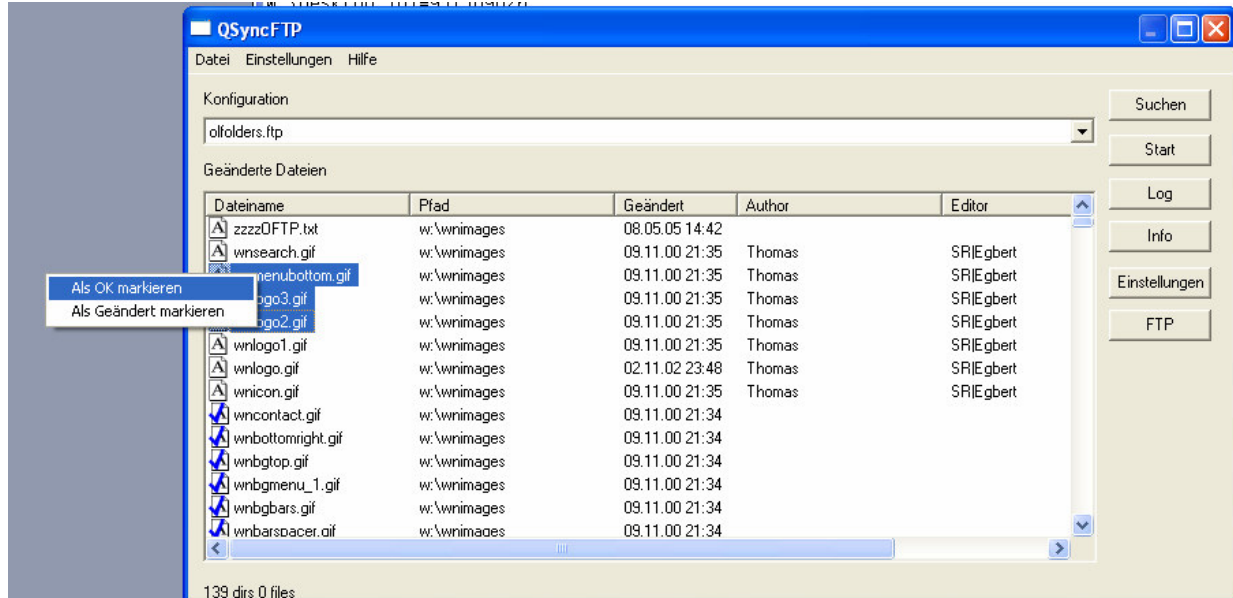 QSyncFTP
Datei Einstellungen Hilfe
Konfiguration
olfolders.ftp
Geänderte Dateien
Dateiname Pfad Geändert Author Editor
zzzzOFTP.txt w:\wnimages 08.05.05 14:42
wnsearch.gif w:\wnimages 09.11.00 21:35 Thomas SR|Egbert
menubottom.gif w:\wnimages 09.11.00 21:35 Thomas SR|Egbert
ogo3.gif w:\wnimages 09.11.00 21:35 Thomas SR|Egbert
ogo2.gif w:\wnimages 09.11.00 21:35 Thomas SR|Egbert
wnlogo1.gif w:\wnimages 09.11.00 21:35 Thomas SR|Egbert
wnlogo.gif w:\wnimages 02.11.02 23:48 Thomas SR|Egbert
wnicon.gif w:\wnimages 09.11.00 21:35 Thomas SR|Egbert
wncontact.gif w:\wnimages 09.11.00 21:34
wnbottomright.gif w:\wnimages 09.11.00 21:34
wnbgtop.gif w:\wnimages 09.11.00 21:34
wnbgmenu_1.gif w:\wnimages 09.11.00 21:34
wnbgbars.gif w:\wnimages 09.11.00 21:34
wnbarspacer.gif w:\wnimages 09.11.00 21:34
139 dirs 0 files
Als OK markieren
Als Geändert markieren
Suchen
Start
Log
Info
Einstellungen
FTP